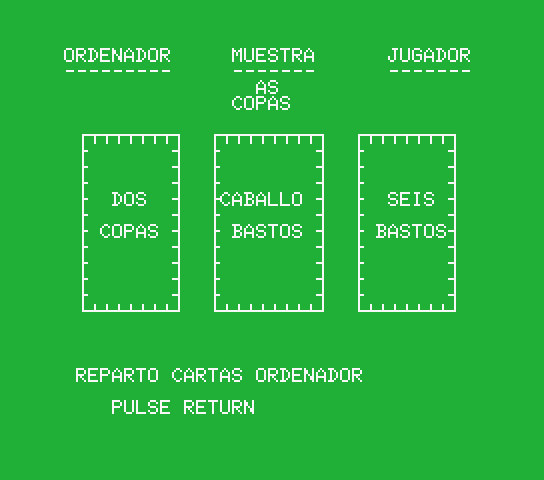 ORDENADOR MUESTRA JUGADOR
--------- ------- -------
AS
COPAS
DOS CABALLO SEIS
COPAS BASTOS BASTOS
REPARTO CARTAS ORDENADOR
PULSE RETURN